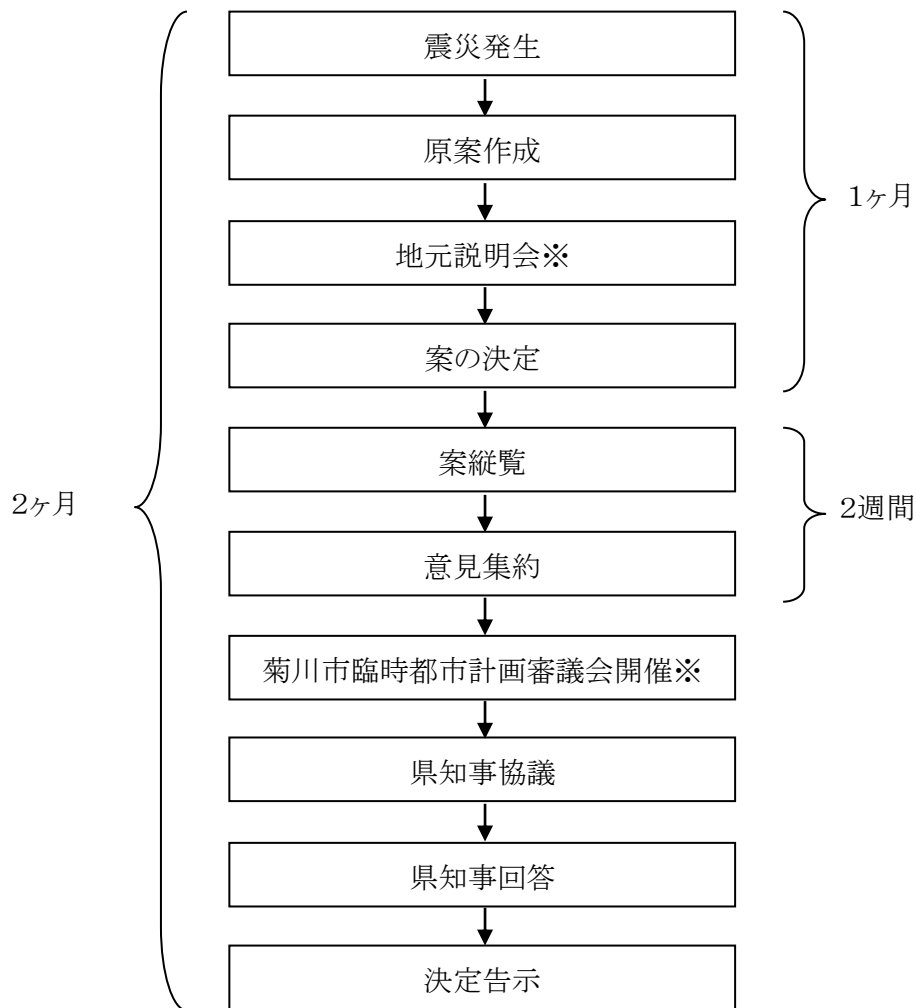 震災発生
原案作成
1ヶ月
地元説明会※
案の決定
案縦覧
2ヶ月
2週間
意見集約
菊川市臨時都市計画審議会開催※
県知事協議
県知事回答
決定告示